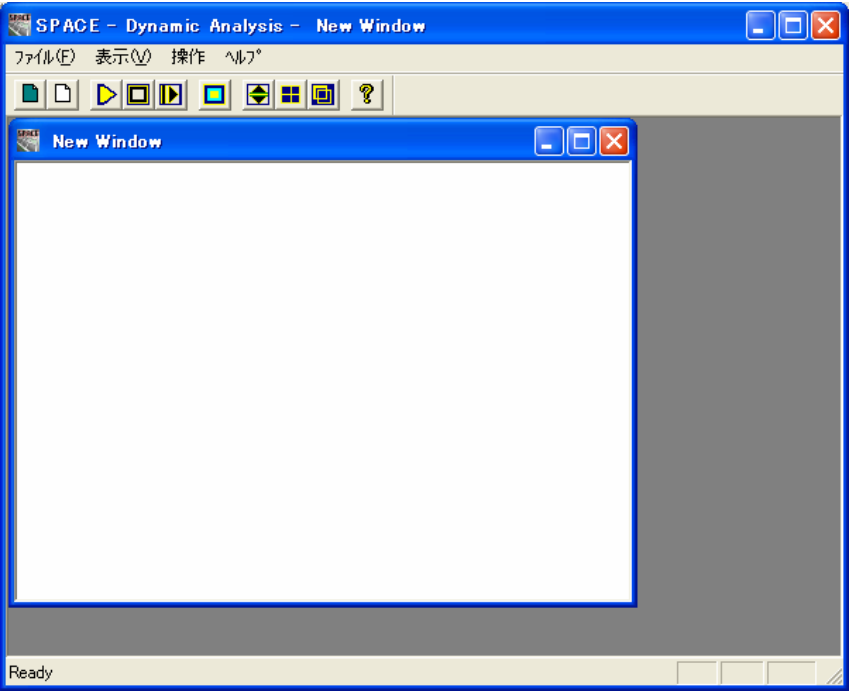 SPACE - Dynamic Analysis - New Window
ﾌｧｲﾙ(F) 表示(V) 操作 ﾍﾙﾌﾟ
New Window
Ready